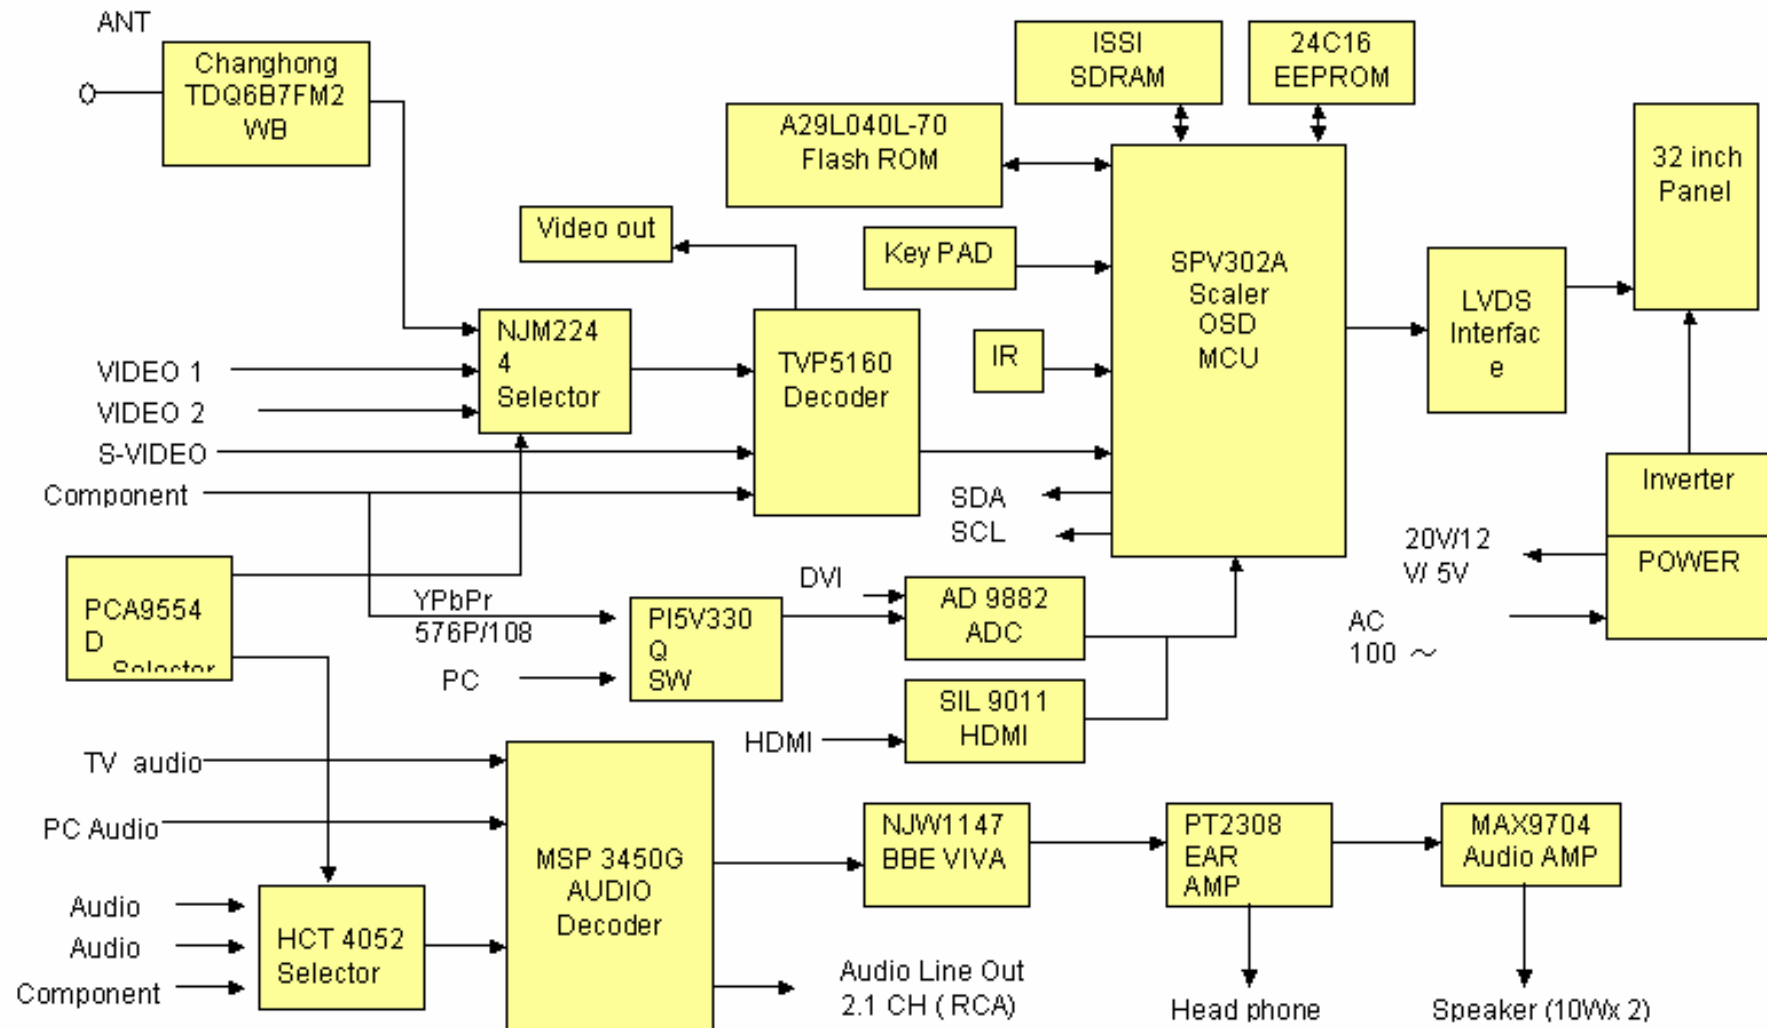 ANT
Changhong
TDQ6B7FM2
WB
ISSI
SDRAM
24C16
EEPROM
A29L040L-70
Flash ROM
32 inch
Panel
Video out
Key PAD
SPV302A
Scaler
OSD
MCU
LVDS
Interfac
e
NJM224
4
Selector
TVP5160
Decoder
IR
VIDEO 1
VIDEO 2
S-VIDEO
Component
SDA
SCL
Inverter
20V/12
V/ 5V
POWER
AC
100 ～
PCA9554
D
Selector
YPbPr
576P/108
PC
PI5V330
Q
SW
DVI
AD 9882
ADC
SIL 9011
HDMI
HDMI
TV audio
PC Audio
Audio
Audio
Component
HCT 4052
Selector
MSP 3450G
AUDIO
Decoder
NJW1147
BBE VIVA
PT2308
EAR
AMP
MAX9704
Audio AMP
Audio Line Out
2.1 CH ( RCA)
Head phone
Speaker (10Wx 2)